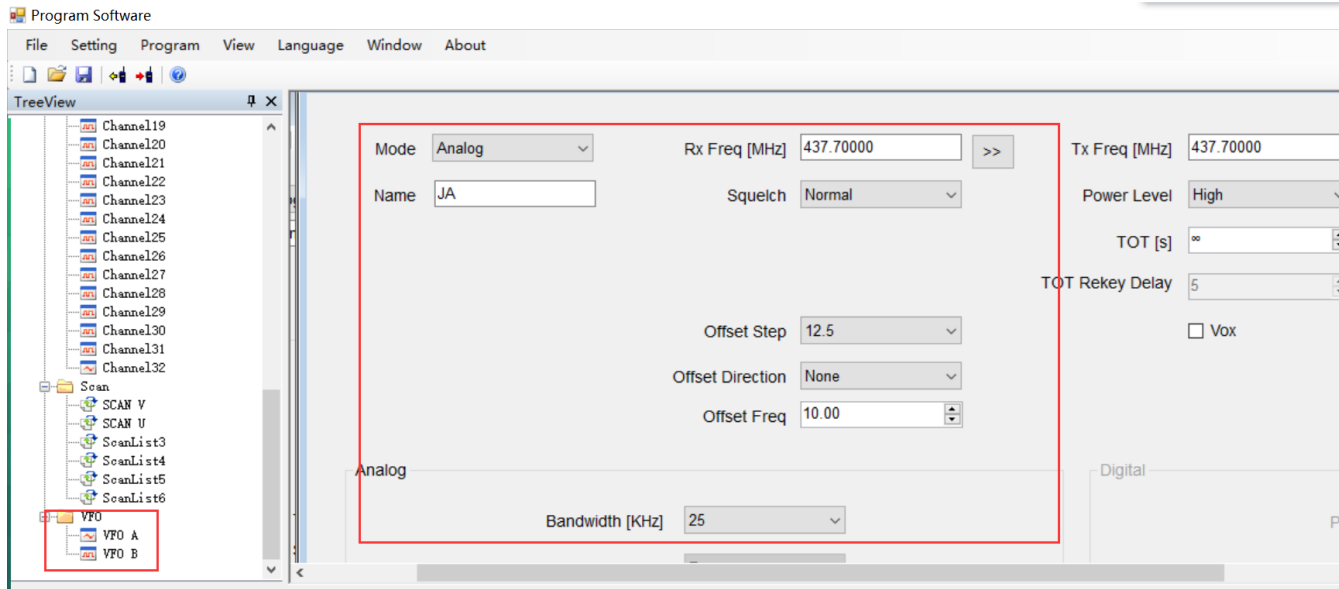 Program Software
File Setting Program View Language Window About
TreeView
Channel19
Channel20
Channel21
Channel22
Channel23
Channel24
Channel25
Channel26
Channel27
Channel28
Channel29
Channel30
Channel31
Channel32
Scan
SCAN V
SCAN U
ScanList3
ScanList4
ScanList5
ScanList6
VFO
VFO A
VFO B
Mode Analog Rx Freq [MHz] 437.70000 >> Tx Freq [MHz] 437.70000
Name JA Squelch Normal Power Level High
TOT [s] ∞
TOT Rekey Delay 5
Offset Step 12.5 Vox
Offset Direction None
Offset Freq 10.00
Analog Digital
Bandwidth [KHz] 25 P